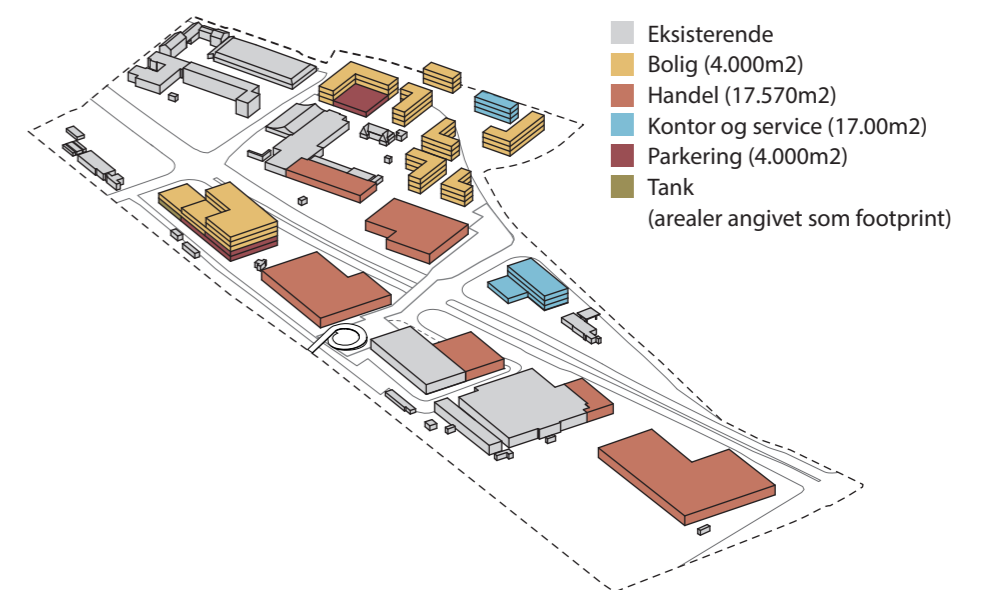 Eksisterende
Bolig (4.000m2)
Handel (17.570m2)
Kontor og service (17.00m2)
Parkering (4.000m2)
Tank
(arealer angivet som footprint)